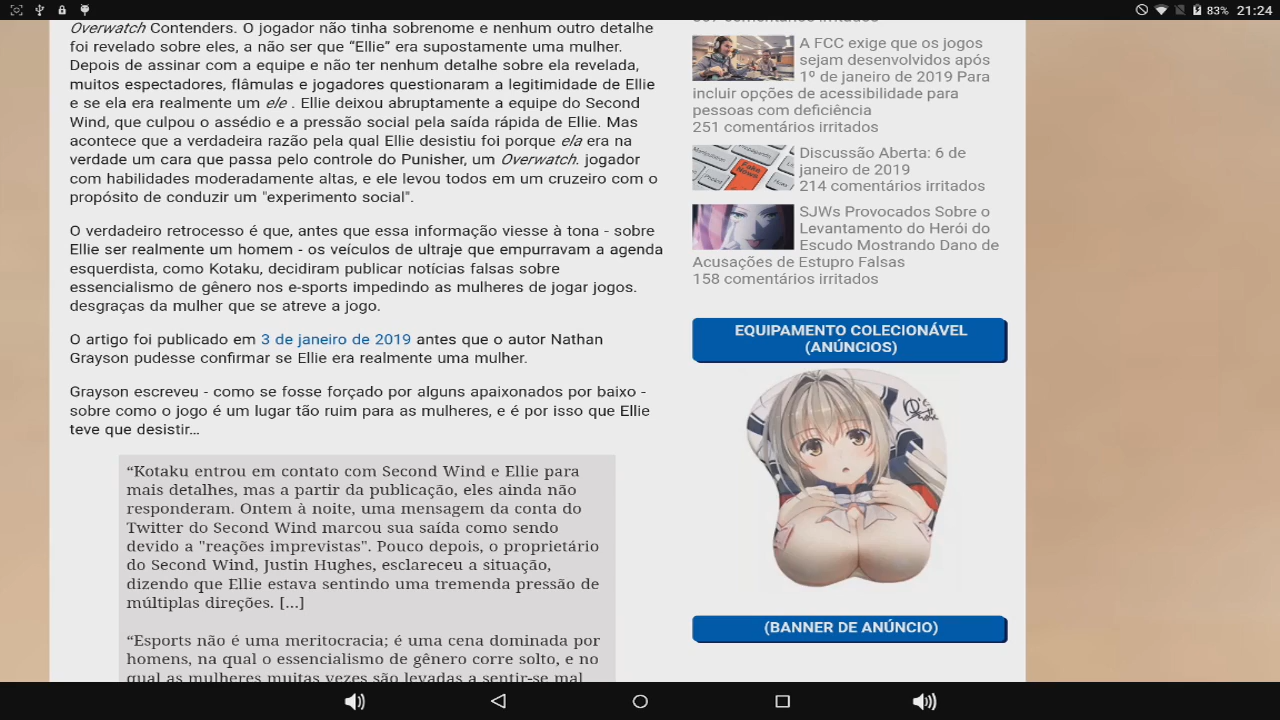 83% 21:24
Overwatch Contenders. O jogador não tinha sobrenome e nenhum outro detalhe
foi revelado sobre eles, a não ser que “Ellie” era supostamente uma mulher.
Depois de assinar com a equipe e não ter nenhum detalhe sobre ela revelada,
muitos espectadores, flâmulas e jogadores questionaram a legitimidade de Ellie
e se ela era realmente um ele . Ellie deixou abruptamente a equipe do Second
Wind, que culpou o assédio e a pressão social pela saída rápida de Ellie. Mas
acontece que a verdadeira razão pela qual Ellie desistiu foi porque ela era na
verdade um cara que passa pelo controle do Punisher, um Overwatch. jogador
com habilidades moderadamente altas, e ele levou todos em um cruzeiro com o
propósito de conduzir um "experimento social".
O verdadeiro retrocesso é que, antes que essa informação viesse à tona - sobre
Ellie ser realmente um homem - os veículos de ultraje que empurravam a agenda
esquerdista, como Kotaku, decidiram publicar notícias falsas sobre
essencialismo de gênero nos e-sports impedindo as mulheres de jogar jogos.
desgraças da mulher que se atreve a jogo.
O artigo foi publicado em 3 de janeiro de 2019 antes que o autor Nathan
Grayson pudesse confirmar se Ellie era realmente uma mulher.
Grayson escreveu - como se fosse forçado por alguns apaixonados por baixo -
sobre como o jogo é um lugar tão ruim para as mulheres, e é por isso que Ellie
teve que desistir…
“Kotaku entrou em contato com Second Wind e Ellie para
mais detalhes, mas a partir da publicação, eles ainda não
responderam. Ontem à noite, uma mensagem da conta do
Twitter do Second Wind marcou sua saída como sendo
devido a "reações imprevistas". Pouco depois, o proprietário
do Second Wind, Justin Hughes, esclareceu a situação,
dizendo que Ellie estava sentindo uma tremenda pressão de
múltiplas direções. […]
“Esports não é uma meritocracia; é uma cena dominada por
homens, na qual o essencialismo de gênero corre solto, e no
qual as mulheres muitas vezes são levadas a sentir-se mal
comentários irritados
A FCC exige que os jogos
sejam desenvolvidos após
1º de janeiro de 2019 Para
incluir opções de acessibilidade para
pessoas com deficiência
251 comentários irritados
Fake
News
Discussão Aberta: 6 de
janeiro de 2019
214 comentários irritados
SJWs Provocados Sobre o
Levantamento do Herói do
Escudo Mostrando Dano de
Acusações de Estupro Falsas
158 comentários irritados
EQUIPAMENTO COLECIONÁVEL
(ANÚNCIOS)
(BANNER DE ANÚNCIO)